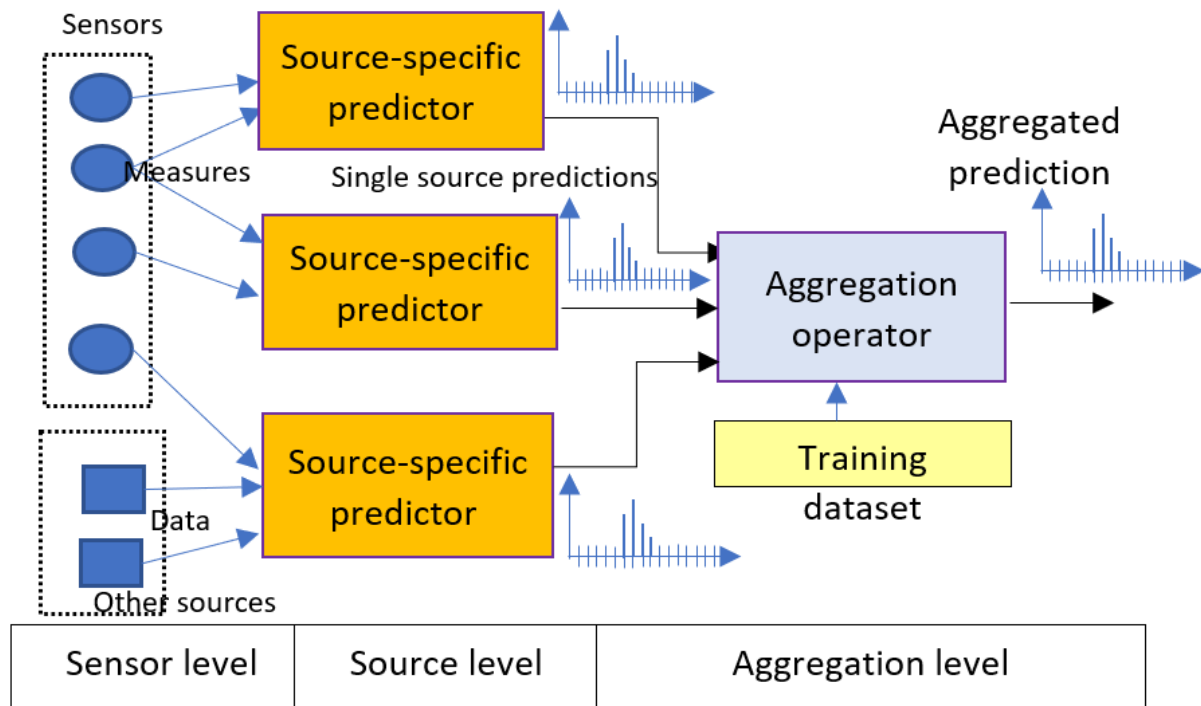 Sensors
Source-specific
predictor
Measures
Single source predictions
Aggregated
prediction
Source-specific
predictor
Aggregation
operator
Source-specific
predictor
Training
dataset
Data
Other sources
Sensor level
Source level
Aggregation level